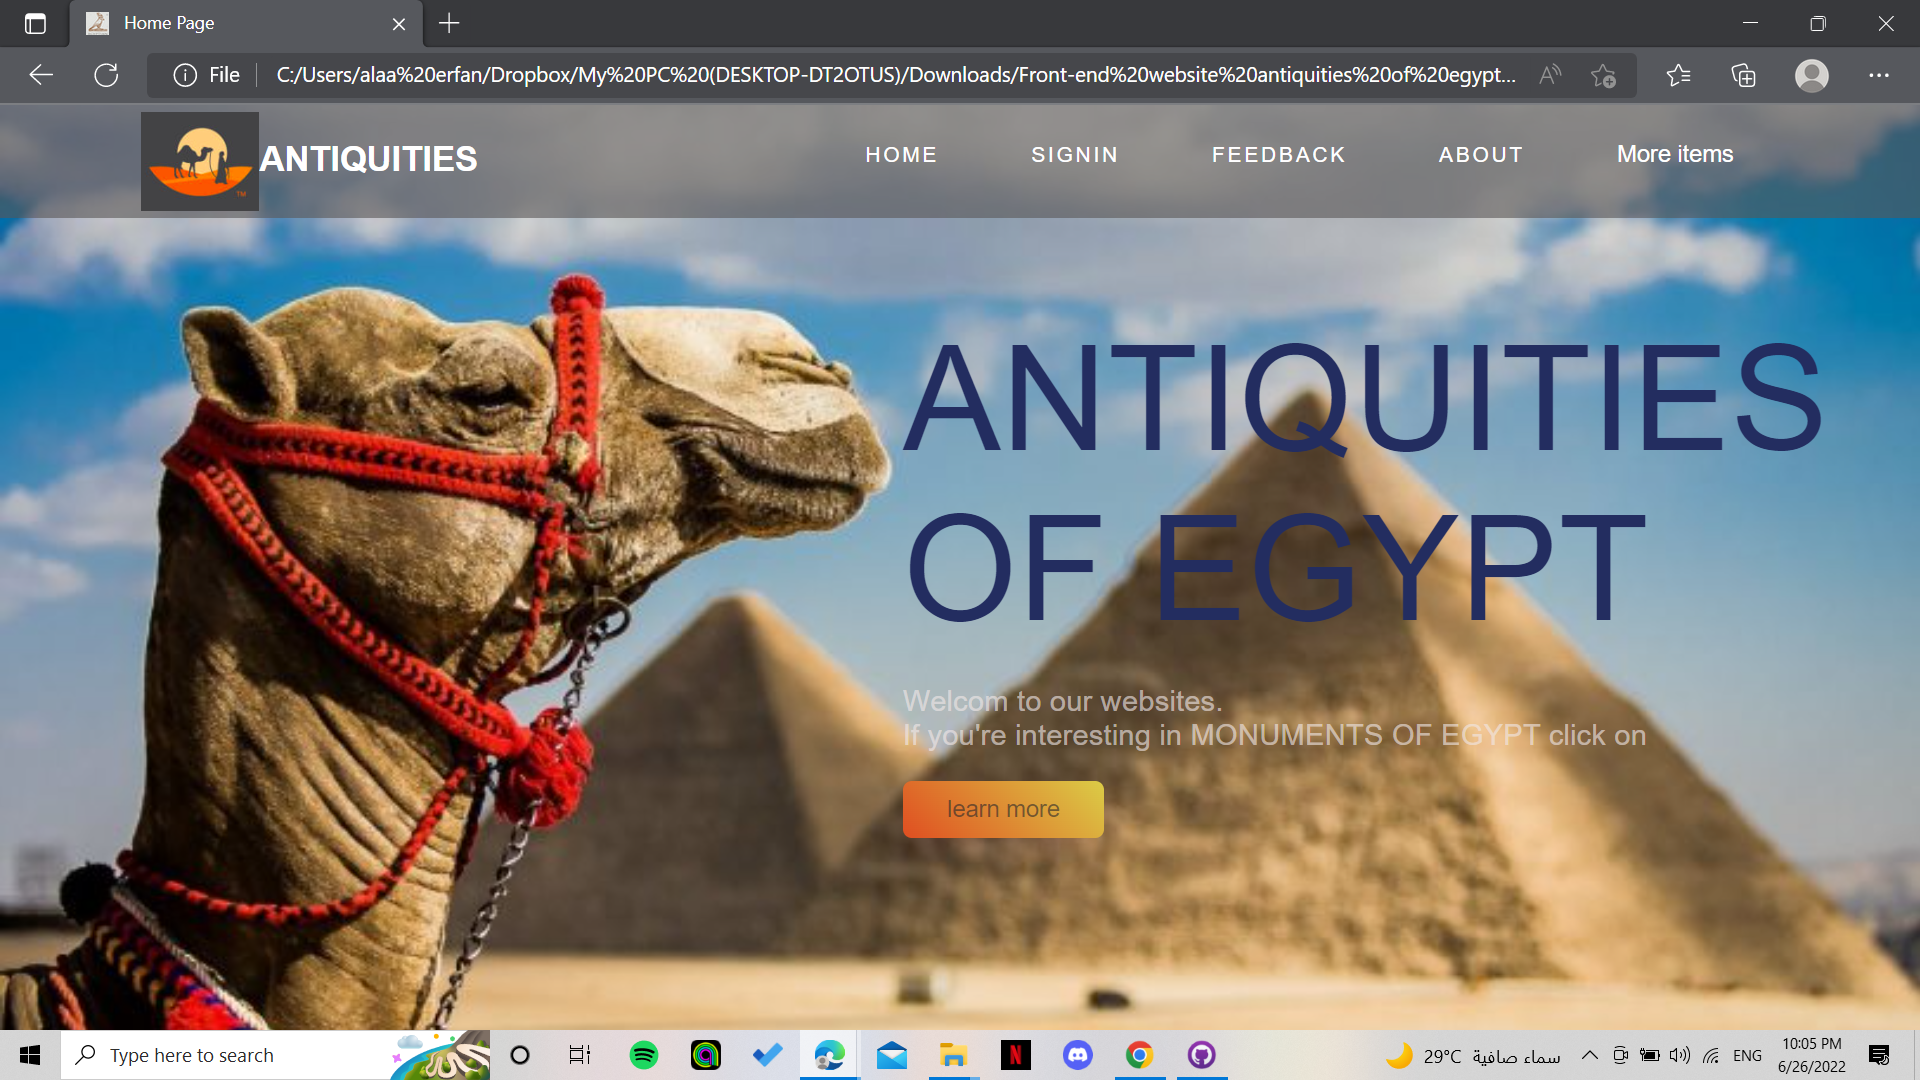 Home Page
File
C:/Users/alaa%20erfan/Dropbox/My%20PC%20(DESKTOP-DT2OTUS)/Downloads/Front-end%20website%20antiquities%20of%20egypt...
TM
ANTIQUITIES
HOME
SIGNIN
FEEDBACK
ABOUT
More items
ANTIQUITIES
OF EGYPT
Welcom to our websites.
If you're interesting in MONUMENTS OF EGYPT click on
learn more
Type here to search
29°C سماء صافية
ENG
10:05 PM
6/26/2022